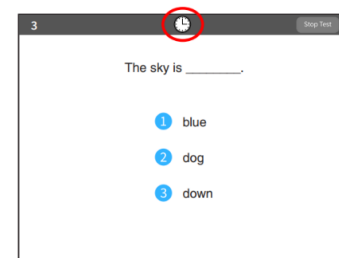 3
Stop Test
The sky is ________.
1 blue
2 dog
3 down